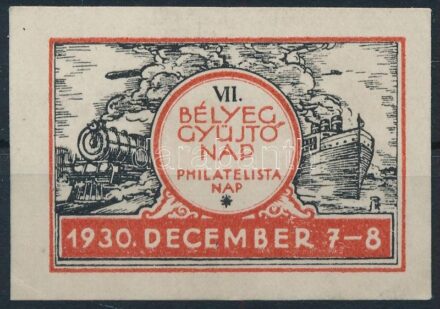 VII.
BÉLYEG
GYŰJTŐ
NAP
PHILATELISTA
NAP
1930. DECEMBER 7–8